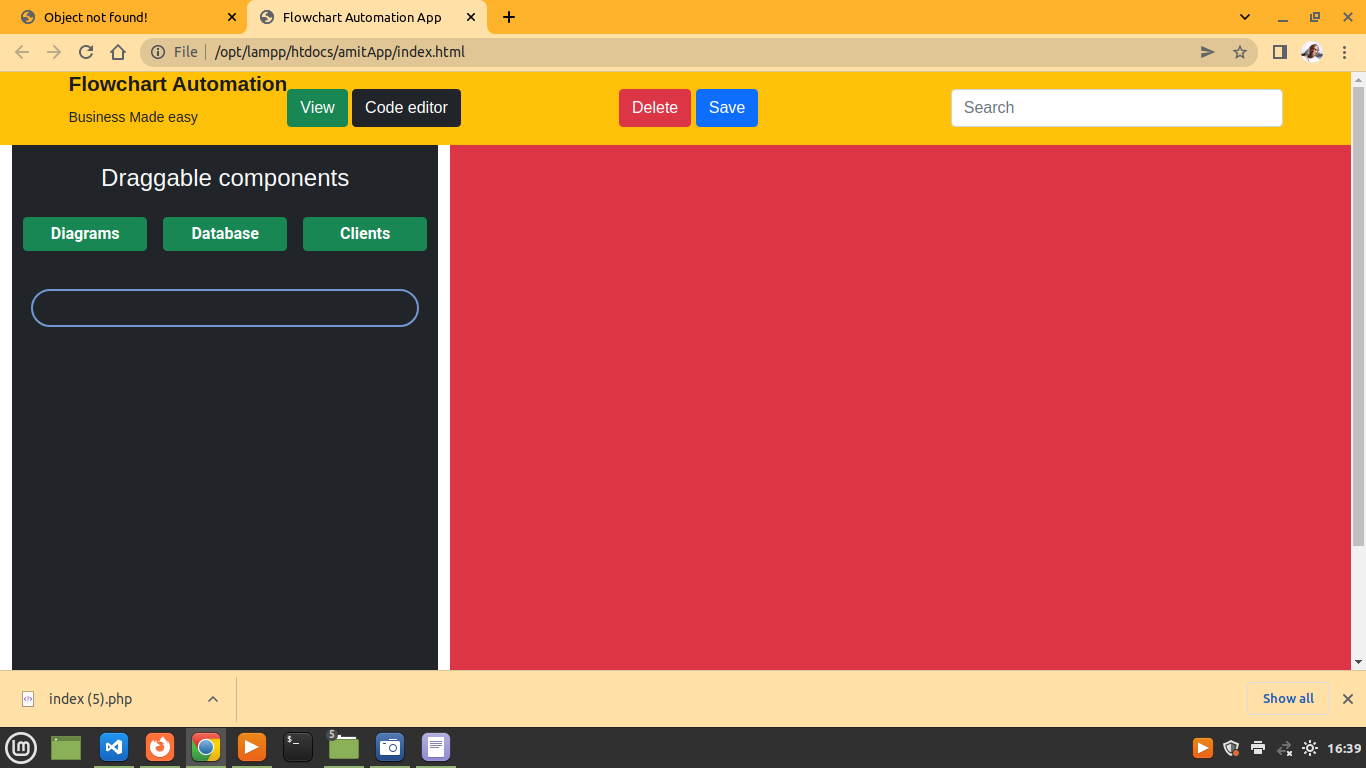 Object not found!
Flowchart Automation App
File
/opt/lampp/htdocs/amitApp/index.html
Flowchart Automation
Business Made easy
View
Code editor
Delete
Save
Search
Draggable components
Diagrams
Database
Clients
index (5).php
Show all
5
16:39